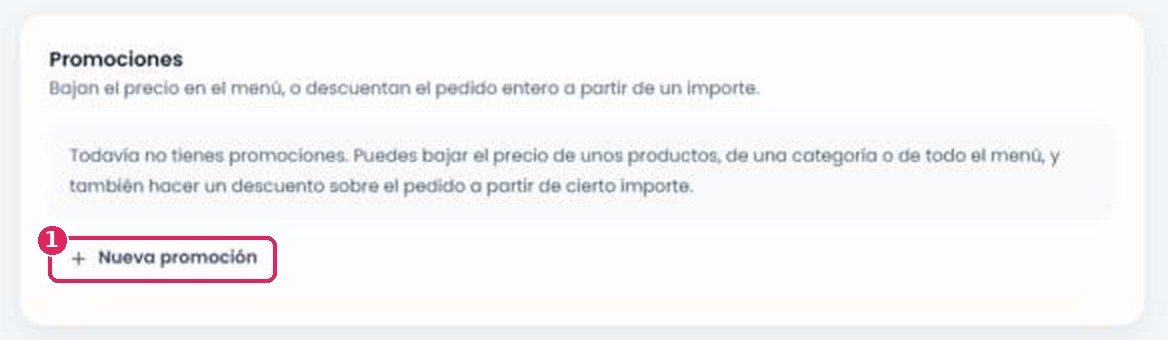 Promociones
Bajan el precio en el menú, o descuentan el pedido entero a partir de un importe.
Todavía no tienes promociones. Puedes bajar el precio de unos productos, de una categoría o de todo el menú, y
también hacer un descuento sobre el pedido a partir de cierto importe.
1
+ Nueva promoción